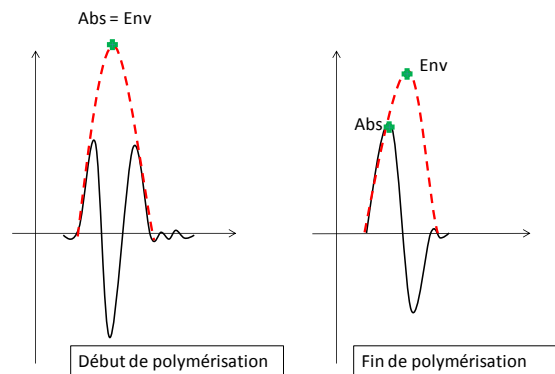 Abs = Env
Env
Abs
Début de polymérisation
Fin de polymérisation